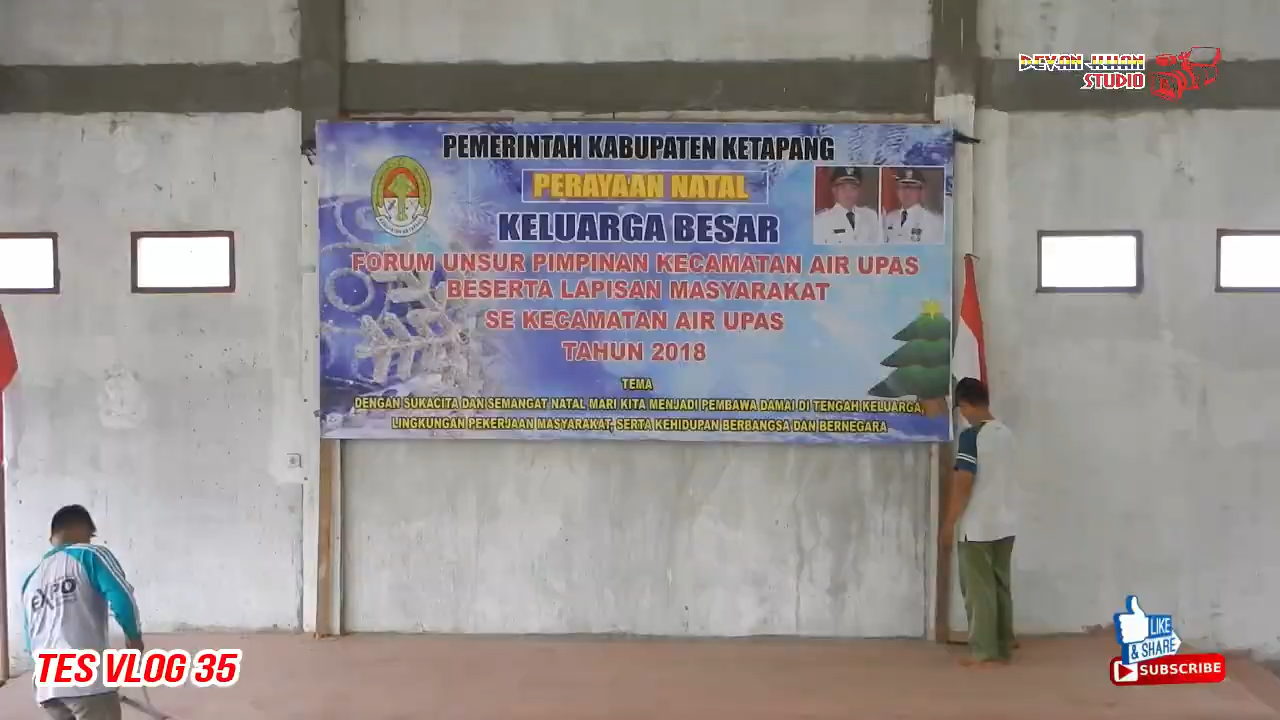 DEVAN JUAN
STUDIO
PEMERINTAH KABUPATEN KETAPANG
PERAYAAN NATAL
KELUARGA BESAR
FORUM UNSUR PIMPINAN KECAMATAN AIR UPAS
BESERTA LAPISAN MASYARAKAT
SE KECAMATAN AIR UPAS
TAHUN 2018
TEMA
DENGAN SUKACITA DAN SEMANGAT NATAL MARI KITA MENJADI PEMBAWA DAMAI DI TENGAH KELUARGA,
LINGKUNGAN PEKERJAAN MASYARAKAT, SERTA KEHIDUPAN BERBANGSA DAN BERNEGARA
EXPO
TES VLOG 35
LIKE
& SHARE
SUBSCRIBE